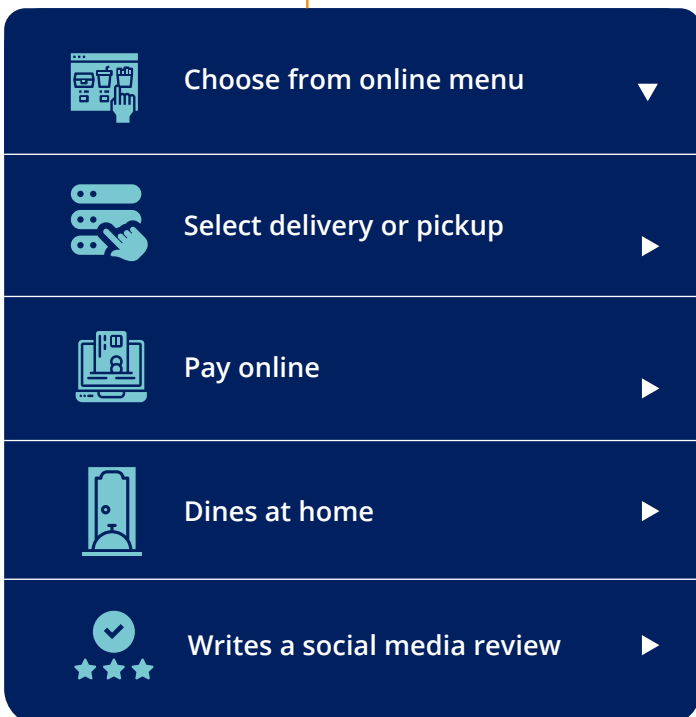 Choose from online menu
Select delivery or pickup
Pay online
Dines at home
Writes a social media review